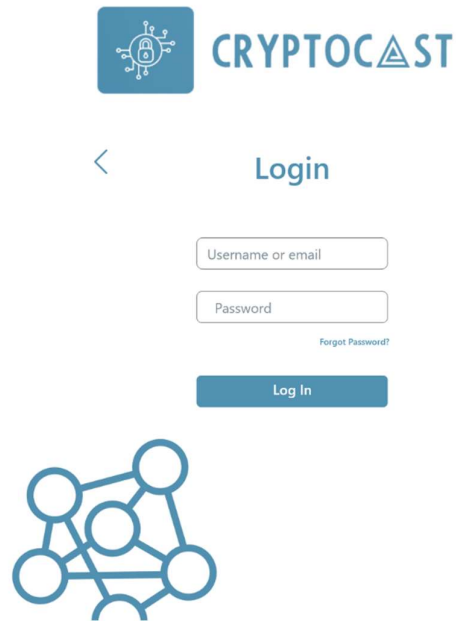 CRYPTOCAST
Login
Username or email
Password
Forgot Password?
Log In